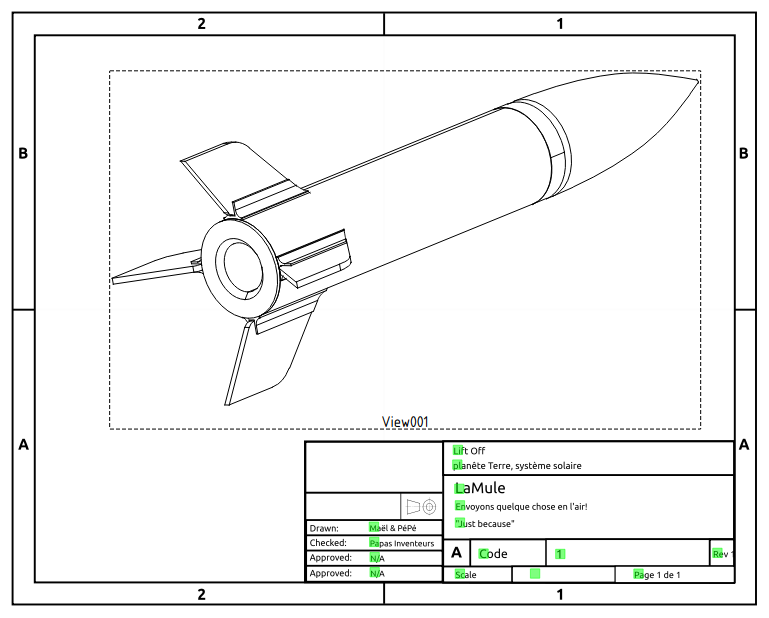 2 1
B B
View001
A A
Lift Off
planête Terre, système solaire
LaMule
Envoyons quelque chose en l'air!
"Just because"
Drawn: Maël & PéPé
Checked: Papas Inventeurs
Approved: N/A
Approved: N/A
A Code 1 Rev 1
Scale Page 1 de 1
2 1